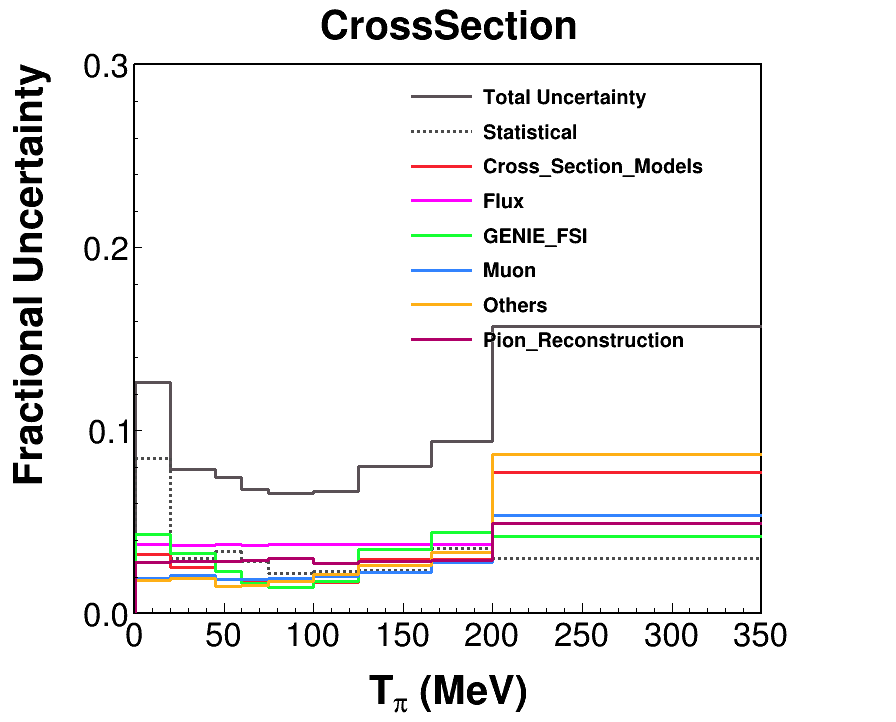 CrossSection
Fractional Uncertainty
0.3
0.2
0.1
0.0
Total Uncertainty
Statistical
Cross_Section_Models
Flux
GENIE_FSI
Muon
Others
Pion_Reconstruction
0 50 100 150 200 250 300 350
Tπ (MeV)